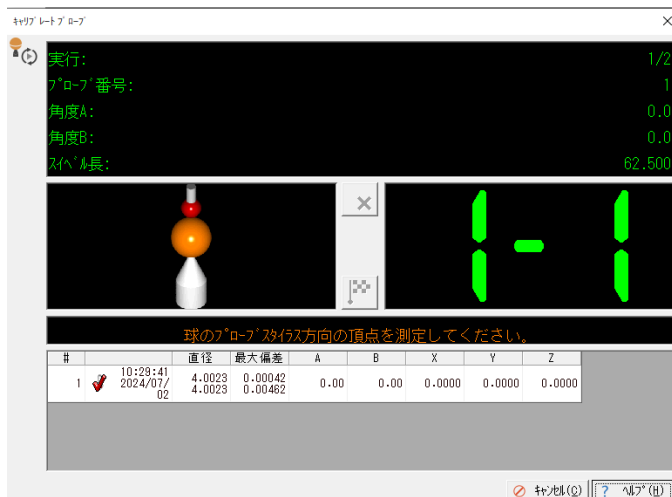 ｷｬﾘﾌﾞﾚｰﾄ ﾌﾟﾛｰﾌﾞ
実行: 1/2
ﾌﾟﾛｰﾌﾞ番号: 1
角度A: 0.0
角度B: 0.0
ｽｲﾍﾞﾙ長: 62.500
1-1
球のﾌﾟﾛｰﾌﾞｽﾀｲﾗｽ方向の頂点を測定してください。
# 直径 最大偏差 A B X Y Z
10:29:41
1 2024/07/ 4.0023 0.00042 0.00 0.00 0.0000 0.0000 0.0000
02 4.0023 0.00462
ｷｬﾝｾﾙ(C) ? ﾍﾙﾌﾟ(H)